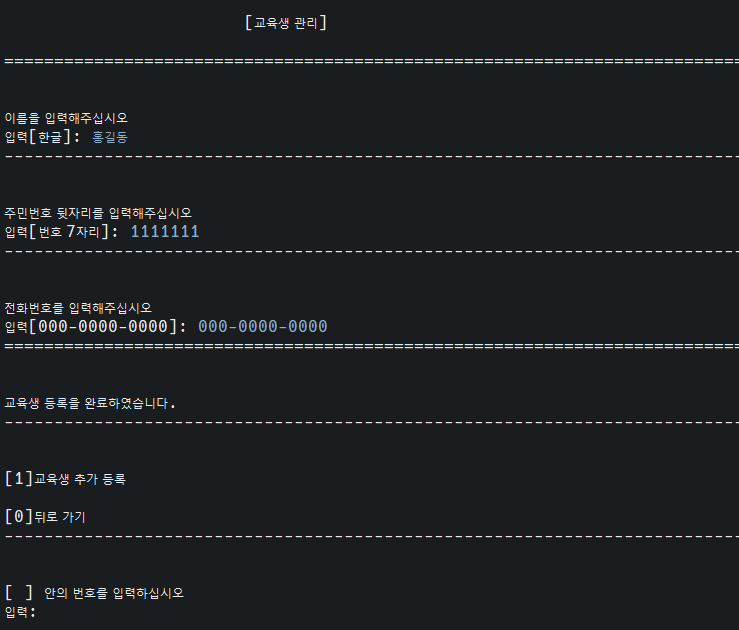 [교육생 관리]
==========================================================================
이름을 입력해주십시오
입력[한글]: 홍길동
--------------------------------------------------------------------------
주민번호 뒷자리를 입력해주십시오
입력[번호 7자리]: 1111111
--------------------------------------------------------------------------
전화번호를 입력해주십시오
입력[000-0000-0000]: 000-0000-0000
==========================================================================
교육생 등록을 완료하였습니다.
--------------------------------------------------------------------------
[1]교육생 추가 등록
[0]뒤로 가기
--------------------------------------------------------------------------
[ ] 안의 번호를 입력하십시오
입력: